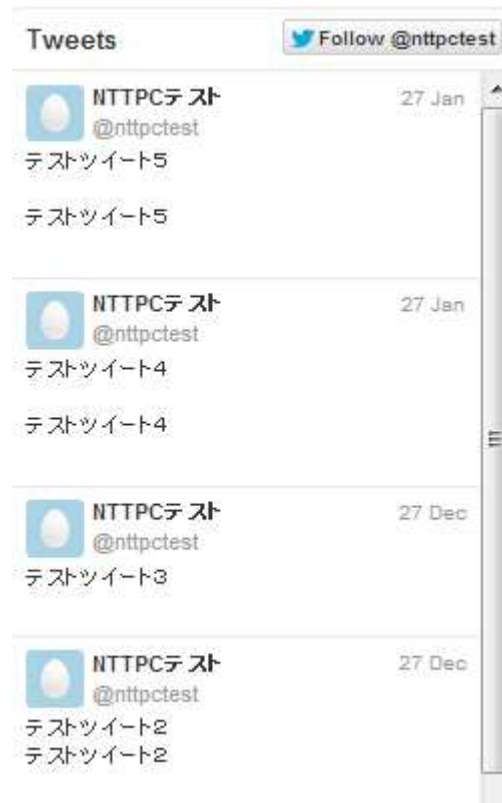 Tweets
Follow @nttpctest
NTTPCテスト 27 Jan
@nttpctest
テストツイート5
テストツイート5
NTTPCテスト 27 Jan
@nttpctest
テストツイート4
テストツイート4
NTTPCテスト 27 Dec
@nttpctest
テストツイート3
NTTPCテスト 27 Dec
@nttpctest
テストツイート2
テストツイート2